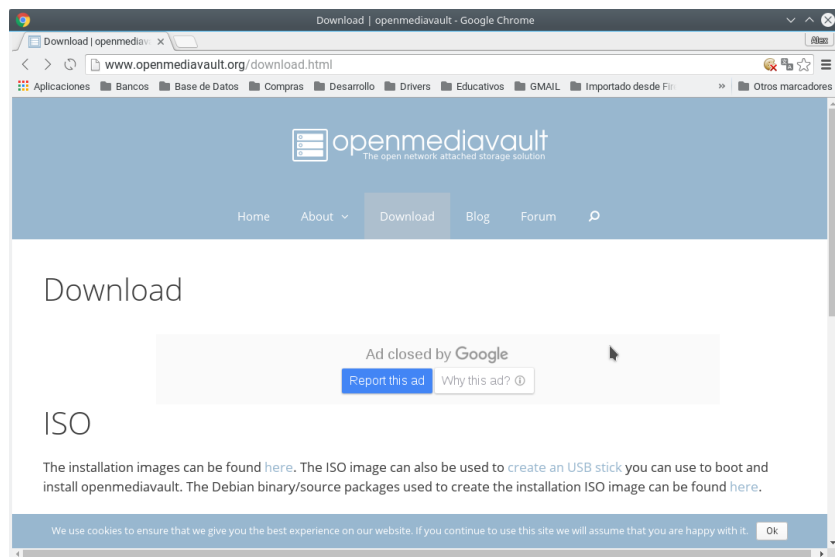 Download | openmediavault - Google Chrome
Download | openmediav
Alex
www.openmediavault.org/download.html
Aplicaciones Bancos Base de Datos Compras Desarrollo Drivers Educativos GMAIL Importado desde Fir » Otros marcadores
openmediavault
The open network attached storage solution
Home About Download Blog Forum
Download
Ad closed by Google
Report this ad Why this ad?
ISO
The installation images can be found here. The ISO image can also be used to create an USB stick you can use to boot and
install openmediavault. The Debian binary/source packages used to create the installation ISO image can be found here.
We use cookies to ensure that we give you the best experience on our website. If you continue to use this site we will assume that you are happy with it. Ok